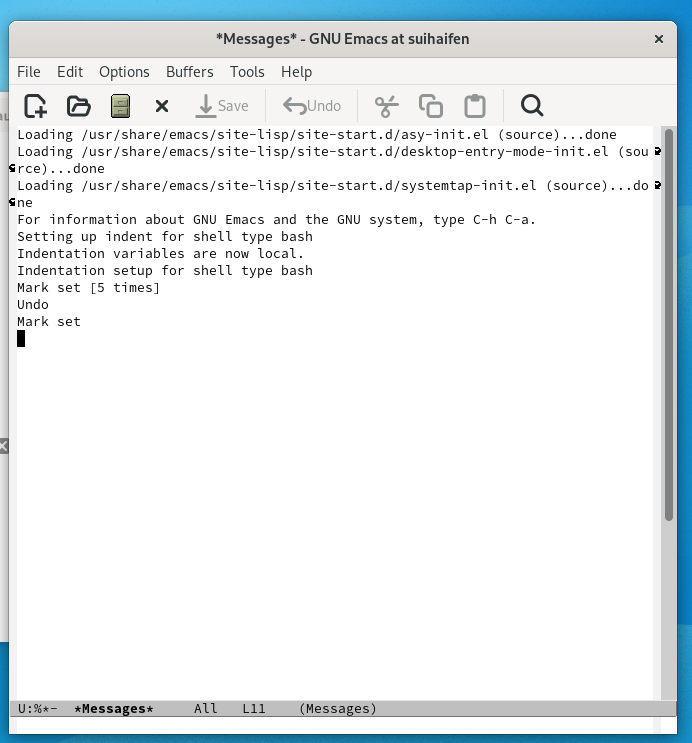 *Messages* - GNU Emacs at suihaifen
File Edit Options Buffers Tools Help
Save Undo
Loading /usr/share/emacs/site-lisp/site-start.d/asy-init.el (source)...done
Loading /usr/share/emacs/site-lisp/site-start.d/desktop-entry-mode-init.el (sou
rce)...done
Loading /usr/share/emacs/site-lisp/site-start.d/systemtap-init.el (source)...do
ne
For information about GNU Emacs and the GNU system, type C-h C-a.
Setting up indent for shell type bash
Indentation variables are now local.
Indentation setup for shell type bash
Mark set [5 times]
Undo
Mark set
U:%*-  *Messages*     All   L11    (Messages)